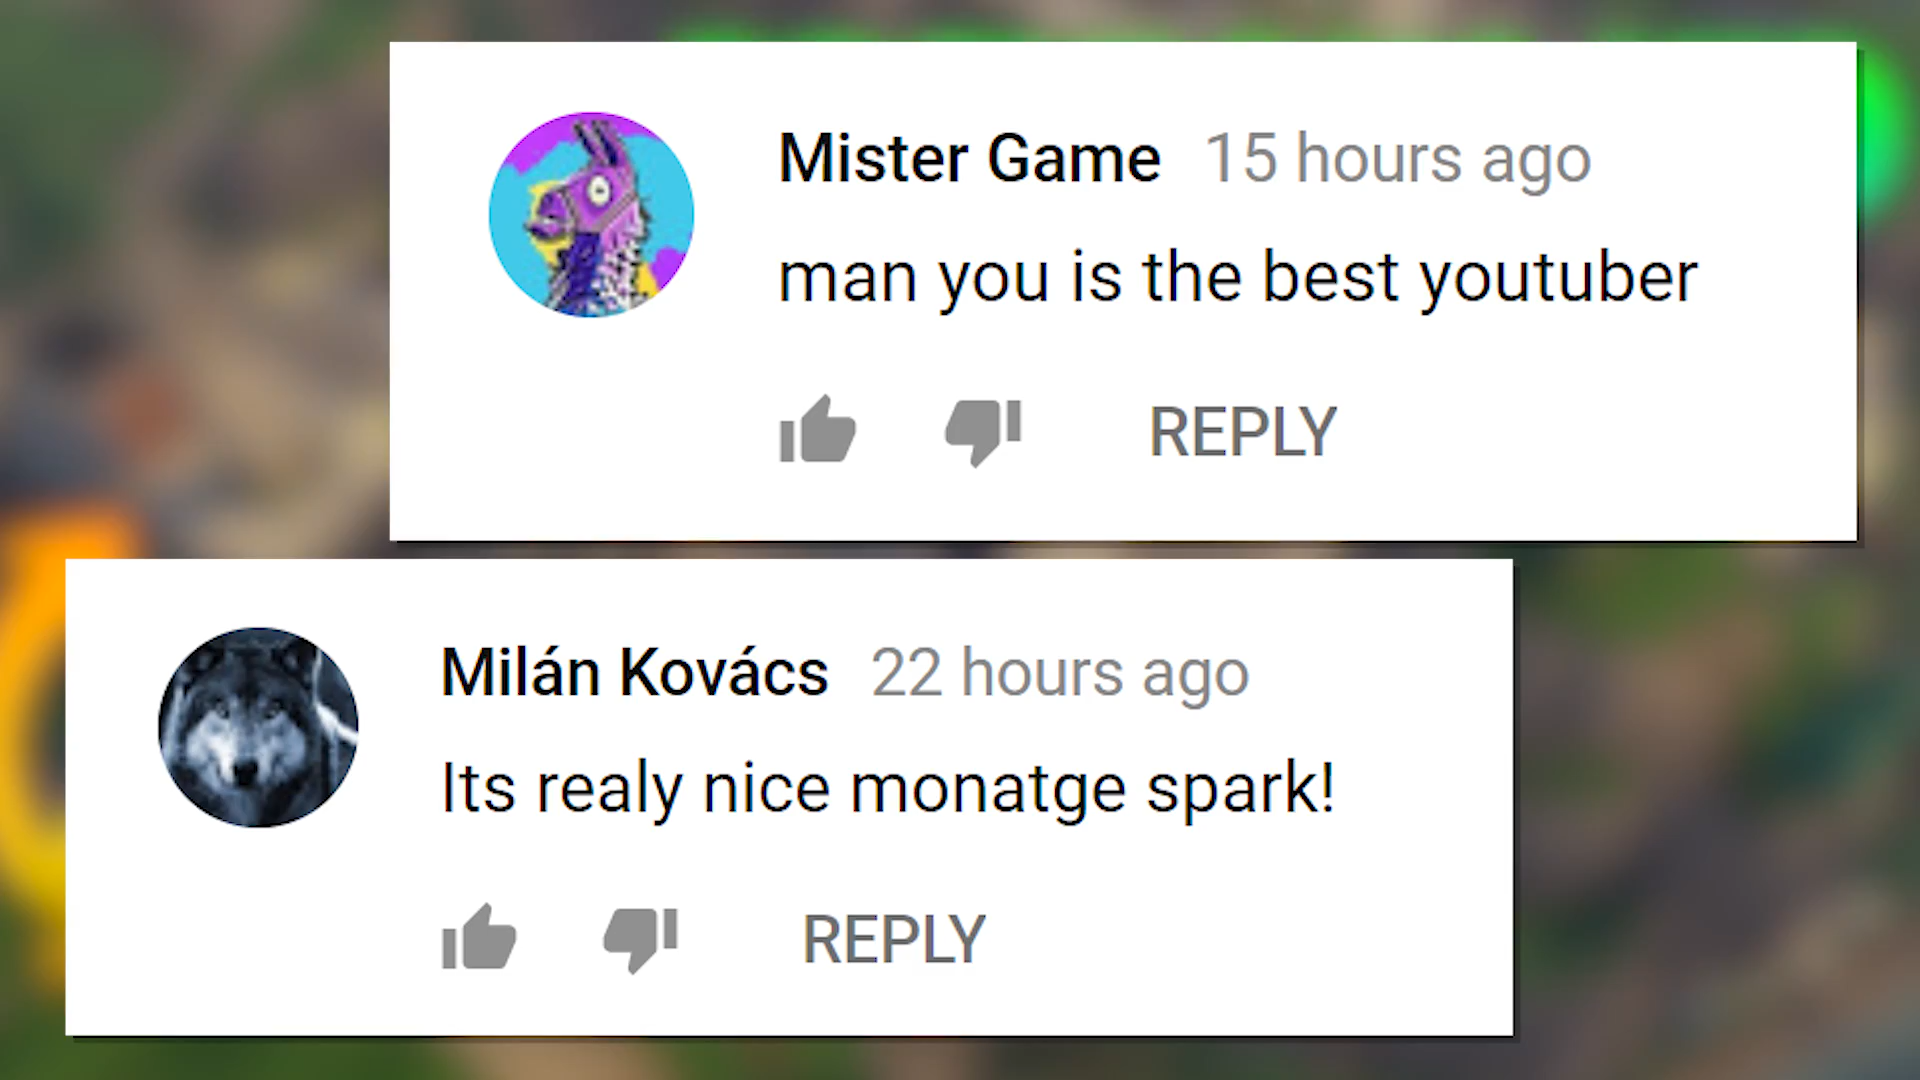 Mister Game 15 hours ago
man you is the best youtuber
REPLY
Milán Kovács 22 hours ago
Its realy nice monatge spark!
REPLY